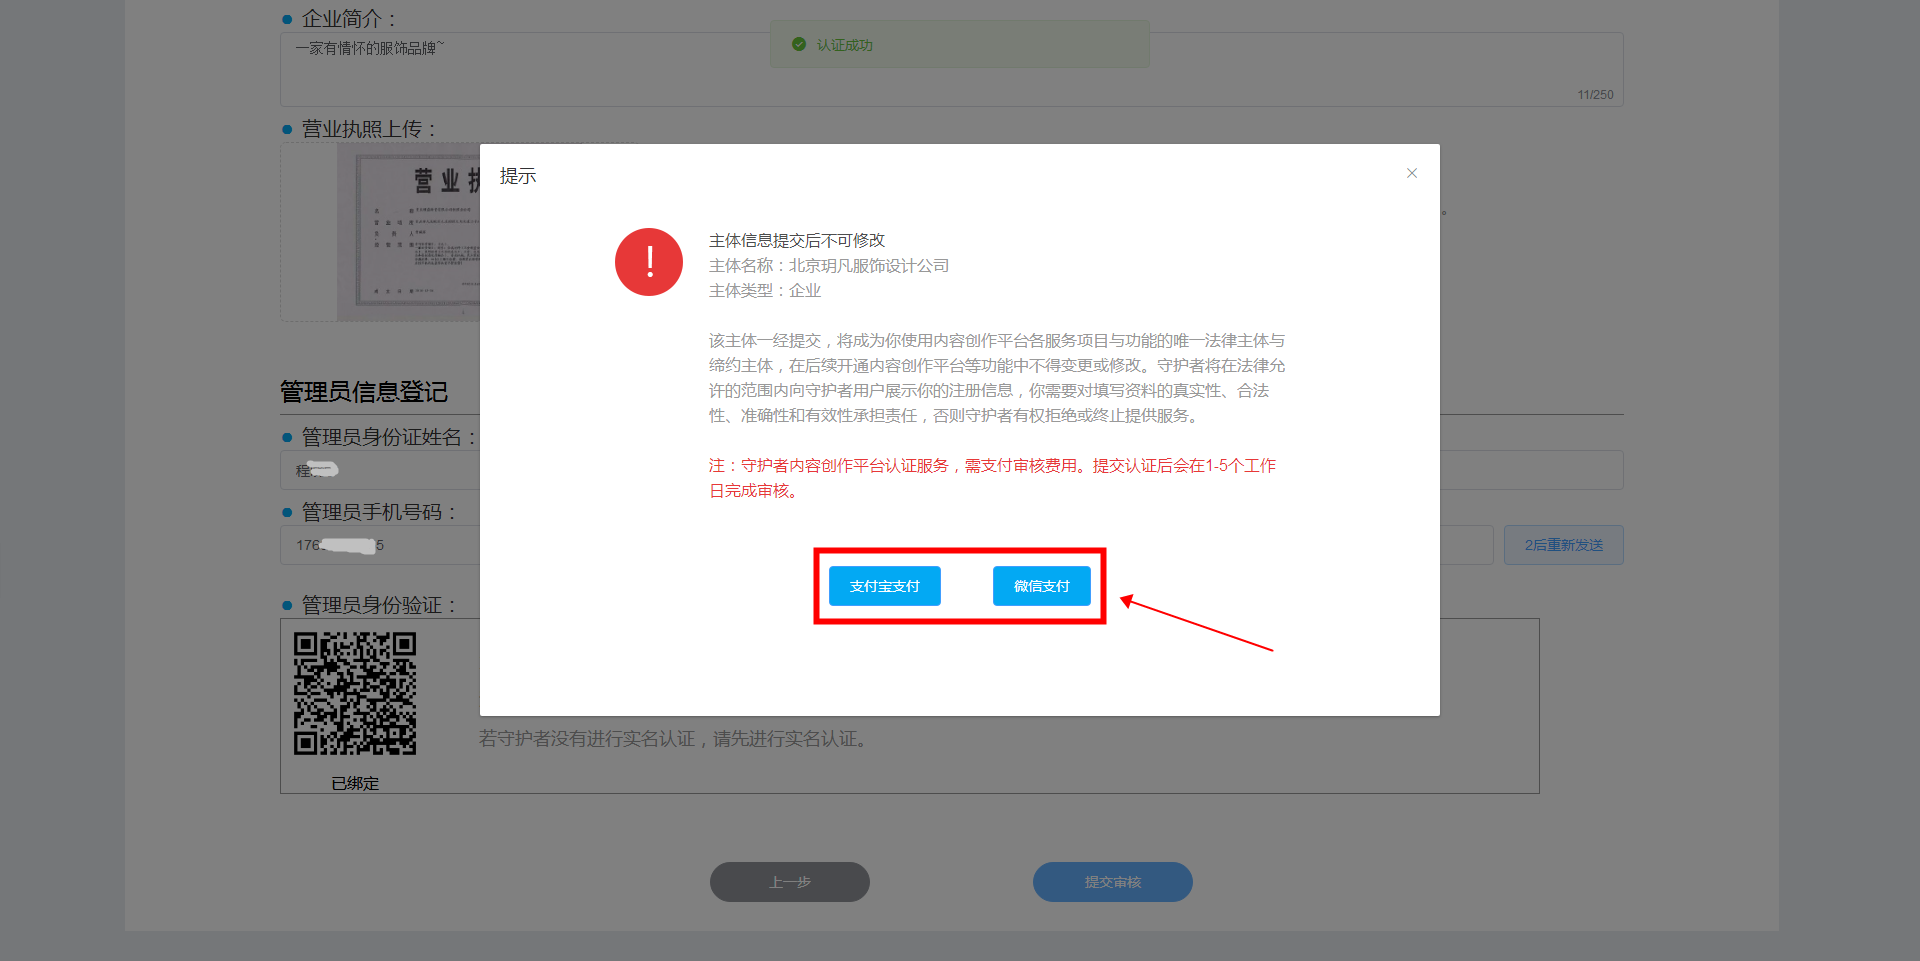 企业简介：
一家有情怀的服饰品牌~
认证成功
11/250
营业执照上传：
营业执
提示
主体信息提交后不可修改
主体名称：北京玥凡服饰设计公司
主体类型：企业
该主体一经提交，将成为你使用内容创作平台各服务项目与功能的唯一法律主体与
缔约主体，在后续开通内容创作平台等功能中不得变更或修改。守护者将在法律允
许的范围内向守护者用户展示你的注册信息，你需要对填写资料的真实性、合法
性、准确性和有效性承担责任，否则守护者有权拒绝或终止提供服务。
注：守护者内容创作平台认证服务，需支付审核费用。提交认证后会在1-5个工作
日完成审核。
支付宝支付
微信支付
管理员信息登记
管理员身份证姓名：
程
管理员手机号码：
176 5
2后重新发送
管理员身份验证：
若守护者没有进行实名认证，请先进行实名认证。
已绑定
上一步
提交审核